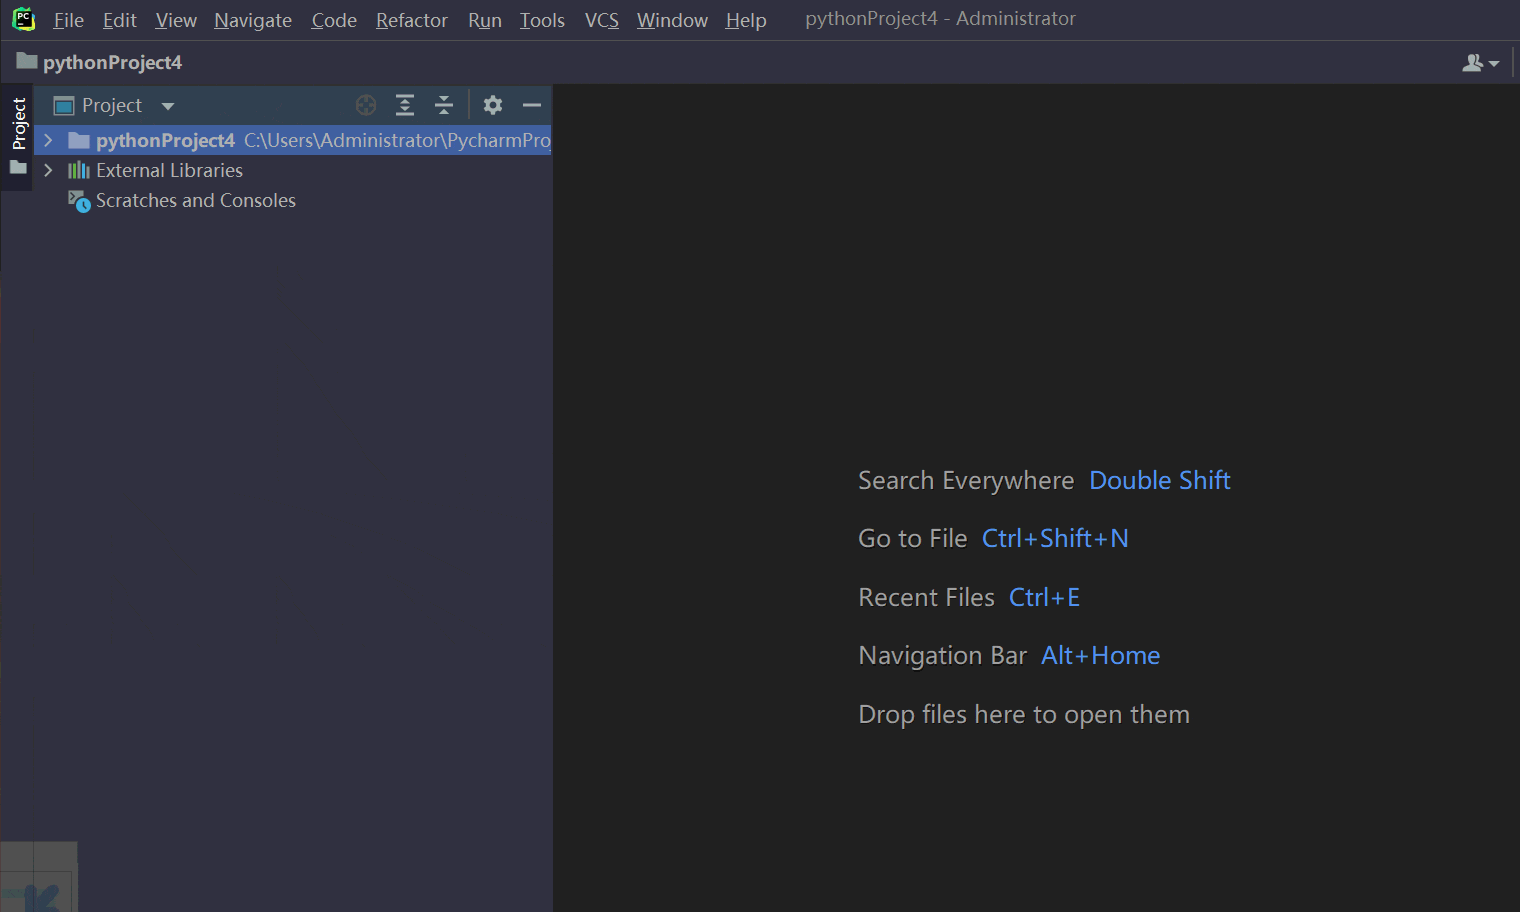 PC File Edit View Navigate Code Refactor Run Tools VCS Window Help pythonProject4 - Administrator
pythonProject4
Project
Project
pythonProject4 C:\Users\Administrator\PycharmPro
External Libraries
Scratches and Consoles
Search Everywhere Double Shift
Go to File Ctrl+Shift+N
Recent Files Ctrl+E
Navigation Bar Alt+Home
Drop files here to open them